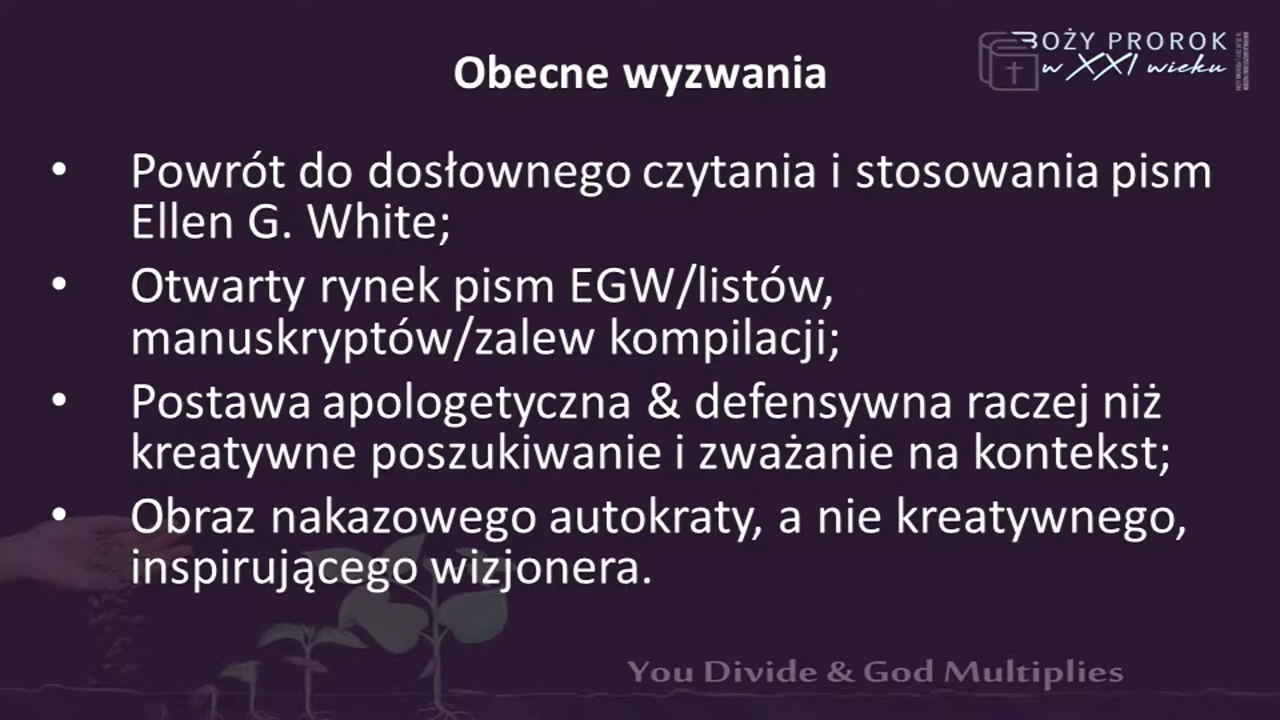 Obecne wyzwania
BOŻY PROROK
w XXI wieku
• Powrót do dosłownego czytania i stosowania pism
Ellen G. White;
• Otwarty rynek pism EGW/listów,
manuskryptów/zalew kompilacji;
• Postawa apologetyczna & defensywna raczej niż
kreatywne poszukiwanie i zważanie na kontekst;
• Obraz nakazowego autokraty, a nie kreatywnego,
inspirującego wizjonera.
You Divide & God Multiplies